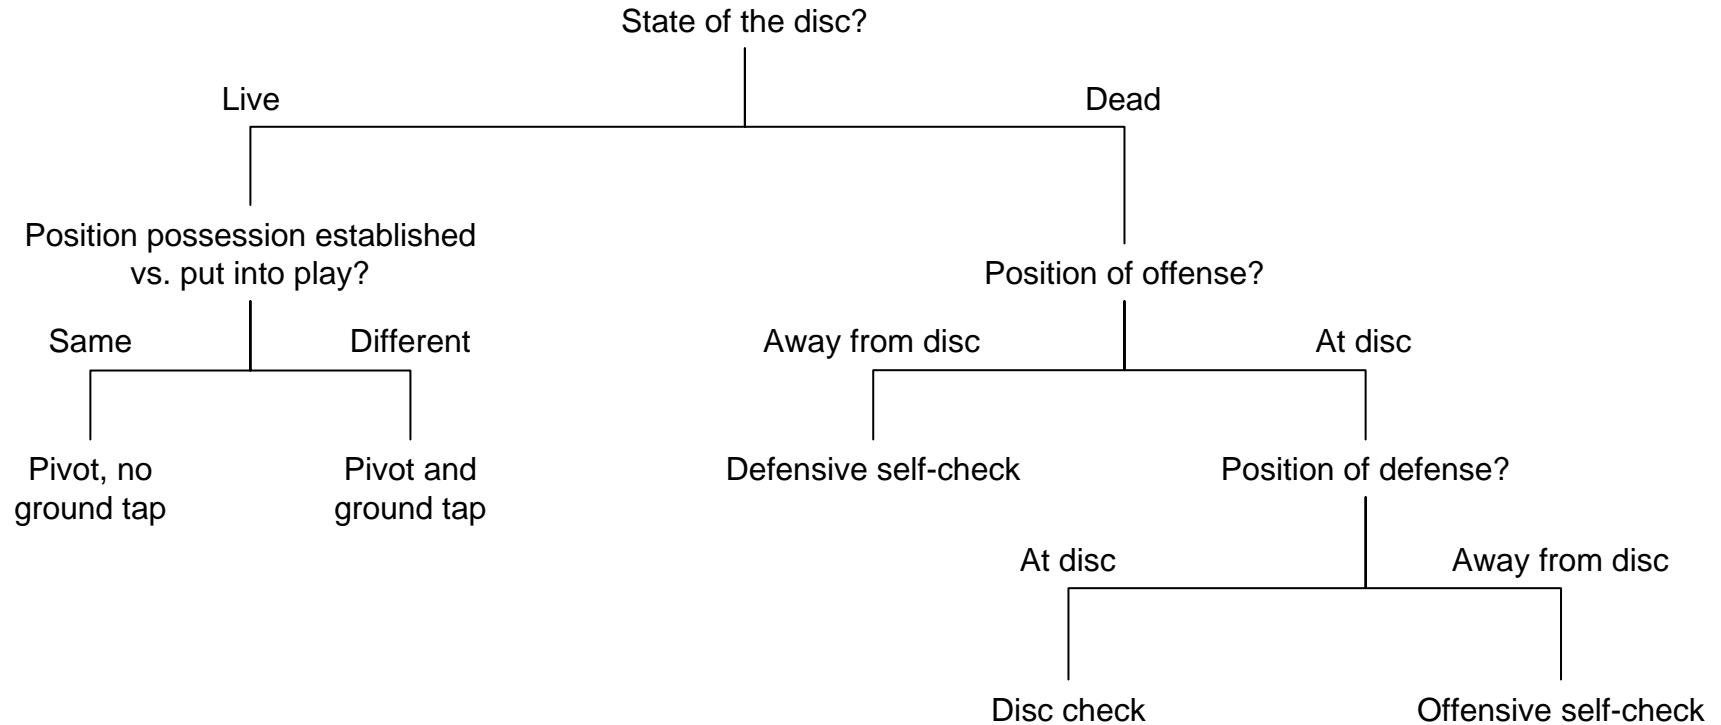 State of the disc?
Live
Dead
Position possession established
vs. put into play?
Position of offense?
Same
Different
Away from disc
At disc
Pivot, no
ground tap
Pivot and
ground tap
Defensive self-check
Position of defense?
At disc
Away from disc
Disc check
Offensive self-check